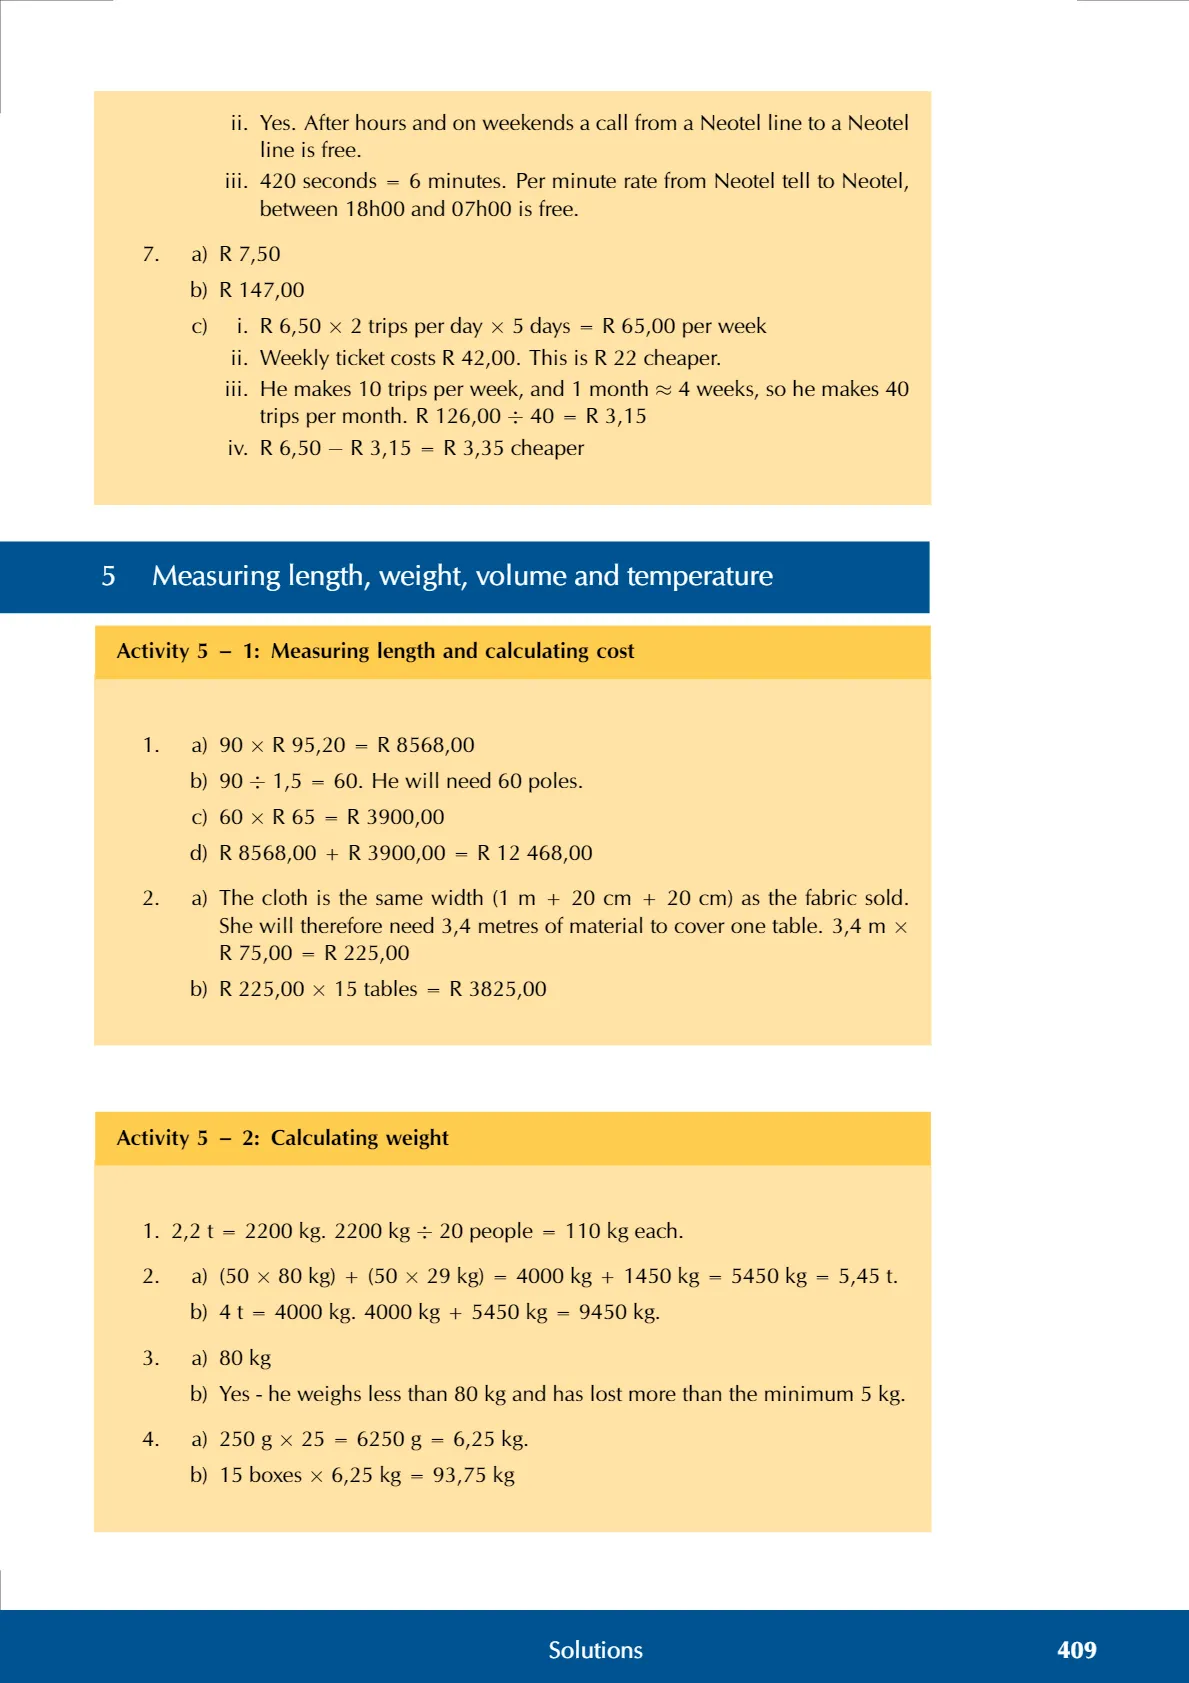 ii. Yes. After hours and on weekends a call from a Neotel line to a Neotel
line is free.
iii. 420 seconds = 6 minutes. Per minute rate from Neotel tell to Neotel,
between 18h00 and 07h00 is free.
7. a) R 7,50
b) R 147,00
c) i. R 6,50 × 2 trips per day × 5 days = R 65,00 per week
ii. Weekly ticket costs R 42,00. This is R 22 cheaper.
iii. He makes 10 trips per week, and 1 month ≈ 4 weeks, so he makes 40
trips per month. R 126,00 ÷ 40 = R 3,15
iv. R 6,50 − R 3,15 = R 3,35 cheaper
5 Measuring length, weight, volume and temperature
Activity 5 – 1: Measuring length and calculating cost
1. a) 90 × R 95,20 = R 8568,00
b) 90 ÷ 1,5 = 60. He will need 60 poles.
c) 60 × R 65 = R 3900,00
d) R 8568,00 + R 3900,00 = R 12 468,00
2. a) The cloth is the same width (1 m + 20 cm + 20 cm) as the fabric sold.
She will therefore need 3,4 metres of material to cover one table. 3,4 m ×
R 75,00 = R 225,00
b) R 225,00 × 15 tables = R 3825,00
Activity 5 – 2: Calculating weight
1. 2,2 t = 2200 kg. 2200 kg ÷ 20 people = 110 kg each.
2. a) (50 × 80 kg) + (50 × 29 kg) = 4000 kg + 1450 kg = 5450 kg = 5,45 t.
b) 4 t = 4000 kg. 4000 kg + 5450 kg = 9450 kg.
3. a) 80 kg
b) Yes - he weighs less than 80 kg and has lost more than the minimum 5 kg.
4. a) 250 g × 25 = 6250 g = 6,25 kg.
b) 15 boxes × 6,25 kg = 93,75 kg
Solutions 409